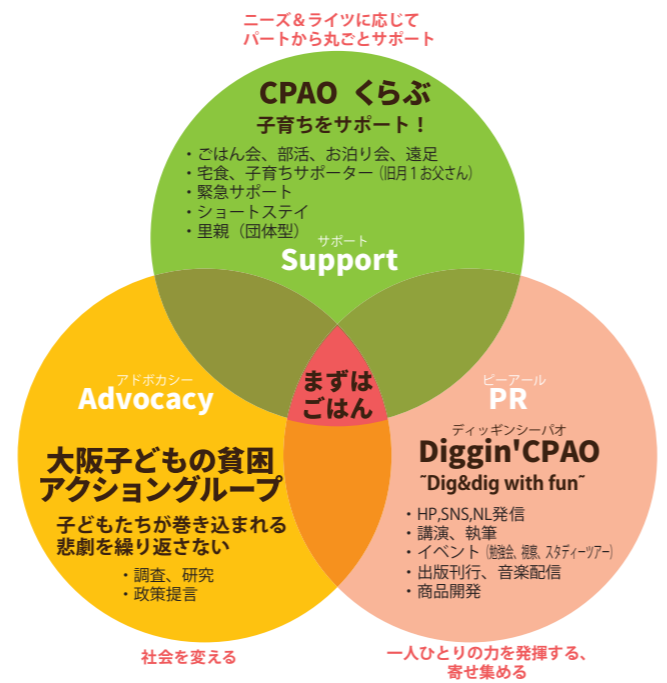 ニーズ＆ライツに応じて
パートから丸ごとサポート
CPAO くらぶ
子育ちをサポート！
・ごはん会、部活、お泊り会、遠足
・宅食、子育ちサポーター（旧月１お父さん）
・緊急サポート
・ショートステイ
・里親（団体型）
サポート
Support
まずは
ごはん
アドボカシー
Advocacy
大阪子どもの貧困
アクショングループ
子どもたちが巻き込まれる
悲劇を繰り返さない
・調査、研究
・政策提言
社会を変える
ピーアール
PR
ディッギンシーパオ
Diggin'CPAO
˜Dig&dig with fun˜
・HP,SNS,NL発信
・講演、執筆
・イベント（勉強会、視察、スタディーツアー）
・出版刊行、音楽配信
・商品開発
一人ひとりの力を発揮する、
寄せ集める